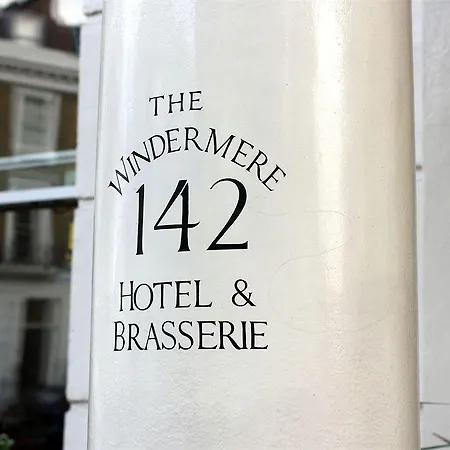 THE
WINDERMERE
142
HOTEL &
BRASSERIE